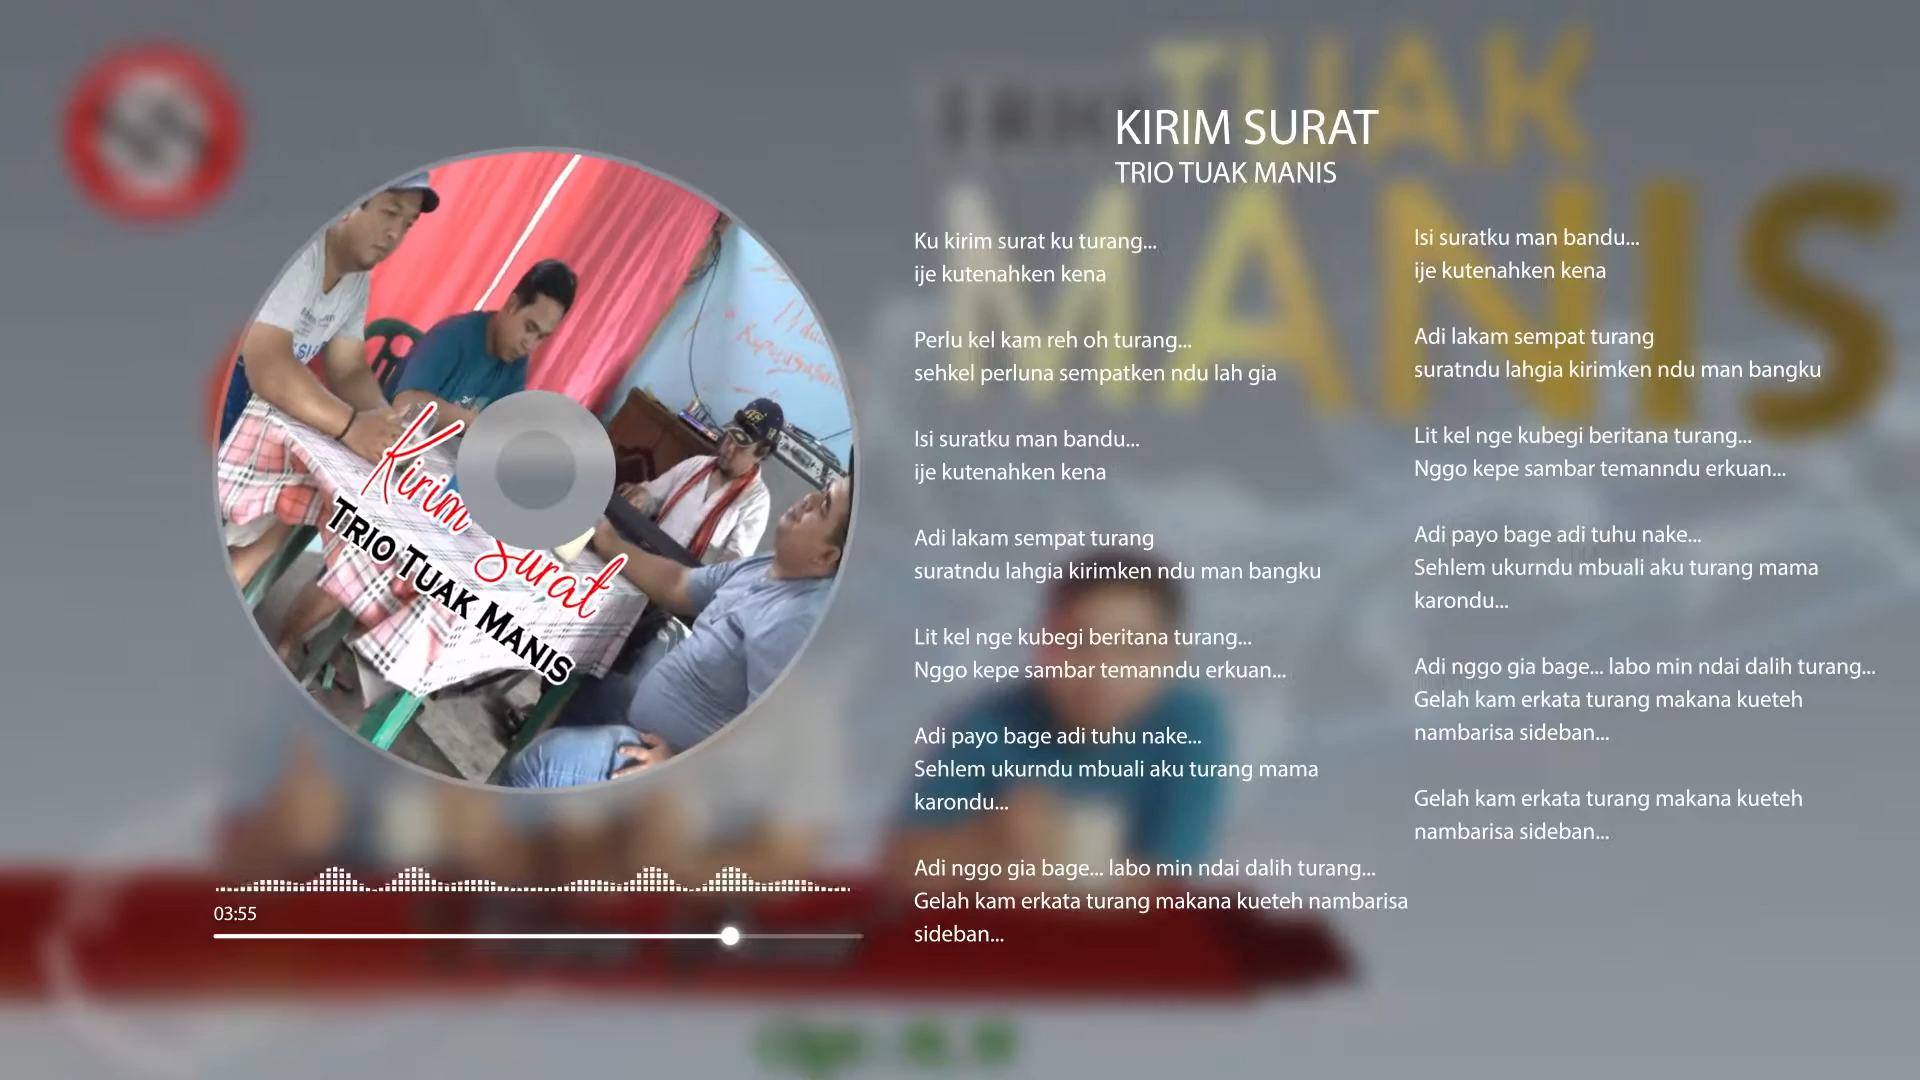 KIRIM SURAT
TRIO TUAK MANIS
Ku kirim surat ku turang...
ije kutenahken kena
Perlu kel kam reh oh turang...
sehkel perluna sempatken ndu lah gia
Isi suratku man bandu...
ije kutenahken kena
Adi lakam sempat turang
suratndu lahgia kirimken ndu man bangku
Lit kel nge kubegi beritana turang...
Nggo kepe sambar temanndu erkuan...
Adi payo bage adi tuhu nake...
Sehlem ukurndu mbuali aku turang mama
karondu...
Adi nggo gia bage... labo min ndai dalih turang...
Gelah kam erkata turang makana kueteh nambarisa
sideban...
Isi suratku man bandu...
ije kutenahken kena
Adi lakam sempat turang
suratndu lahgia kirimken ndu man bangku
Lit kel nge kubegi beritana turang...
Nggo kepe sambar temanndu erkuan...
Adi payo bage adi tuhu nake...
Sehlem ukurndu mbuali aku turang mama
karondu...
Adi nggo gia bage... labo min ndai dalih turang...
Gelah kam erkata turang makana kueteh
nambarisa sideban...
Gelah kam erkata turang makana kueteh
nambarisa sideban...
Kirim Surat
TRIO TUAK MANIS
03:55
TUAK
MANIS